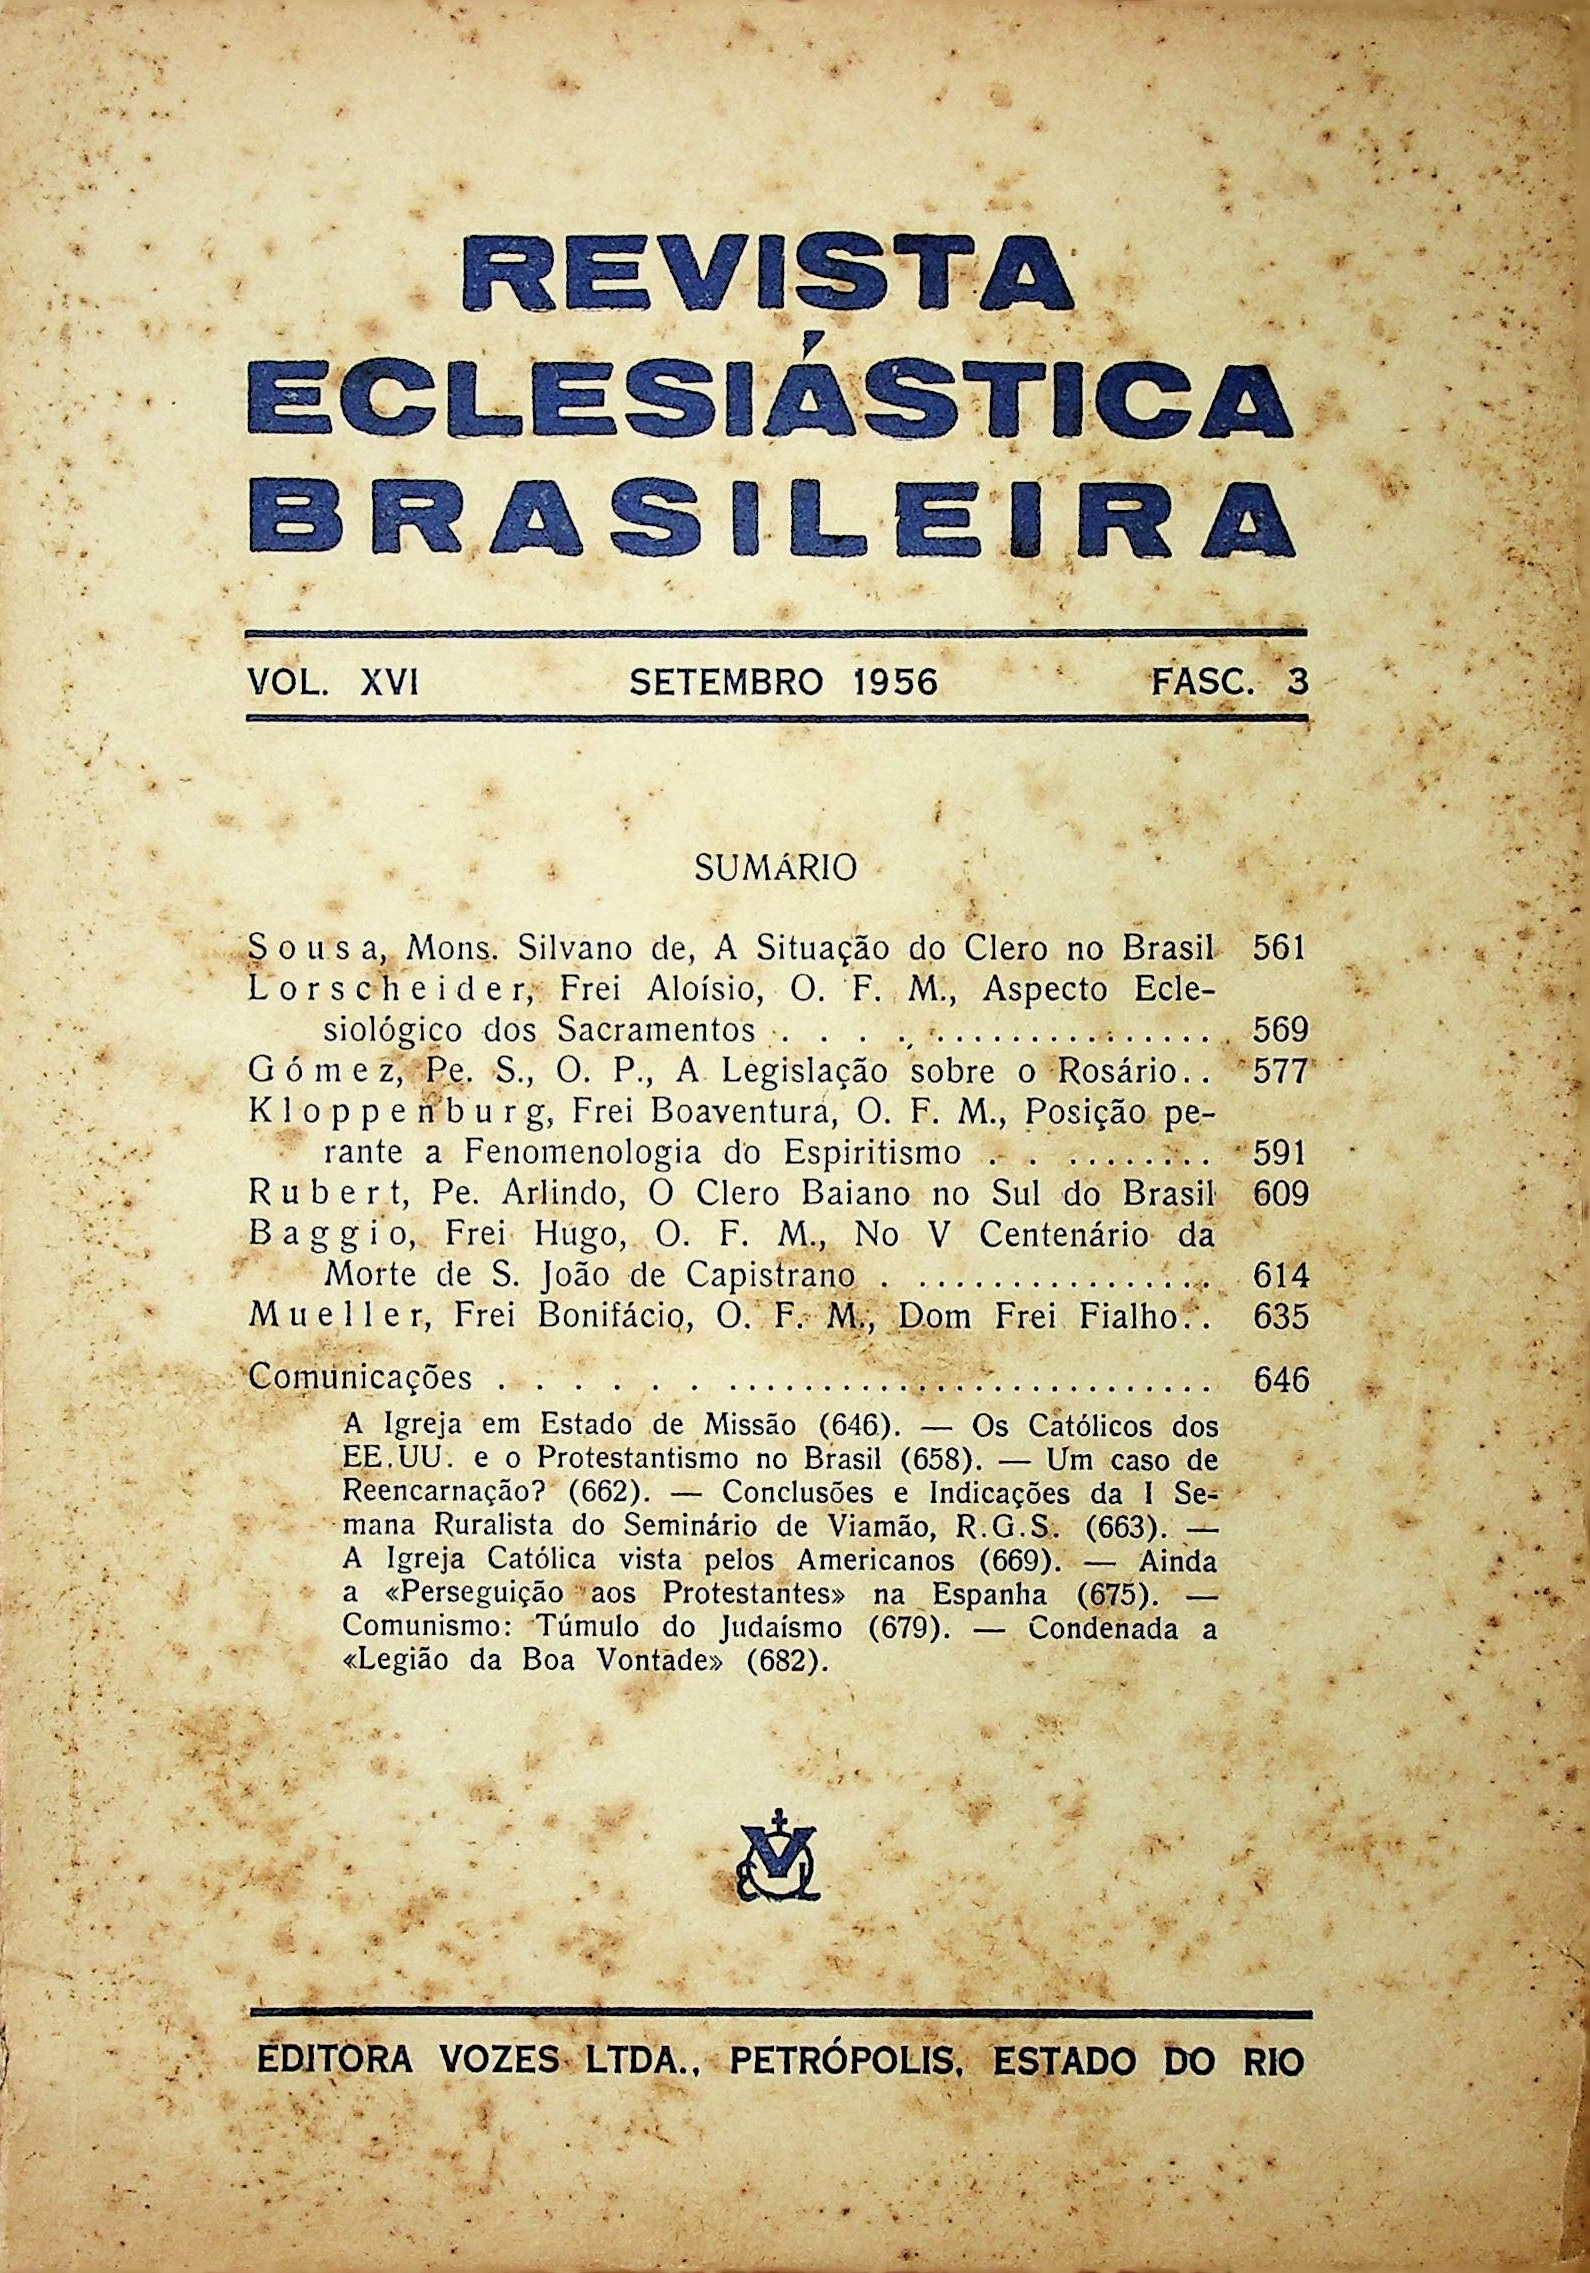 REVISTA
ECLESIÁSTICA
BRASILEIRA
VOL. XVI SETEMBRO 1956 FASC. 3
SUMÁRIO
Sousa, Mons. Silvano de, A Situação do Clero no Brasil 561
Lorscheider, Frei Aloísio, O. F. M., Aspecto Ecle-
siológico dos Sacramentos . . . . ............... 569
Gómez, Pe. S., O. P., A Legislação sobre o Rosário.. 577
Kloppenburg, Frei Boaventura, O. F. M., Posição pe-
rante a Fenomenologia do Espiritismo . . ........ 591
Rubert, Pe. Arlindo, O Clero Baiano no Sul do Brasil 609
Baggio, Frei Hugo, O. F. M., No V Centenário da
Morte de S. João de Capistrano . ................ 614
Mueller, Frei Bonifácio, O. F. M., Dom Frei Fialho.. 635
Comunicações . . . . . . .......................... 646
A Igreja em Estado de Missão (646). — Os Católicos dos
EE.UU. e o Protestantismo no Brasil (658). — Um caso de
Reencarnação? (662). — Conclusões e Indicações da I Se-
mana Ruralista do Seminário de Viamão, R.G.S. (663). —
A Igreja Católica vista pelos Americanos (669). — Ainda
a «Perseguição aos Protestantes» na Espanha (675). —
Comunismo: Túmulo do Judaísmo (679). — Condenada a
«Legião da Boa Vontade» (682).
EDITORA VOZES LTDA., PETRÓPOLIS, ESTADO DO RIO